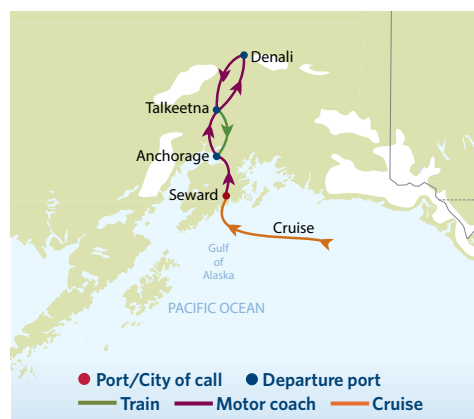 Denali
Talkeetna
Anchorage
Seward
Cruise
Gulf
of
Alaska
PACIFIC OCEAN
Port/City of call Departure port
Train Motor coach Cruise